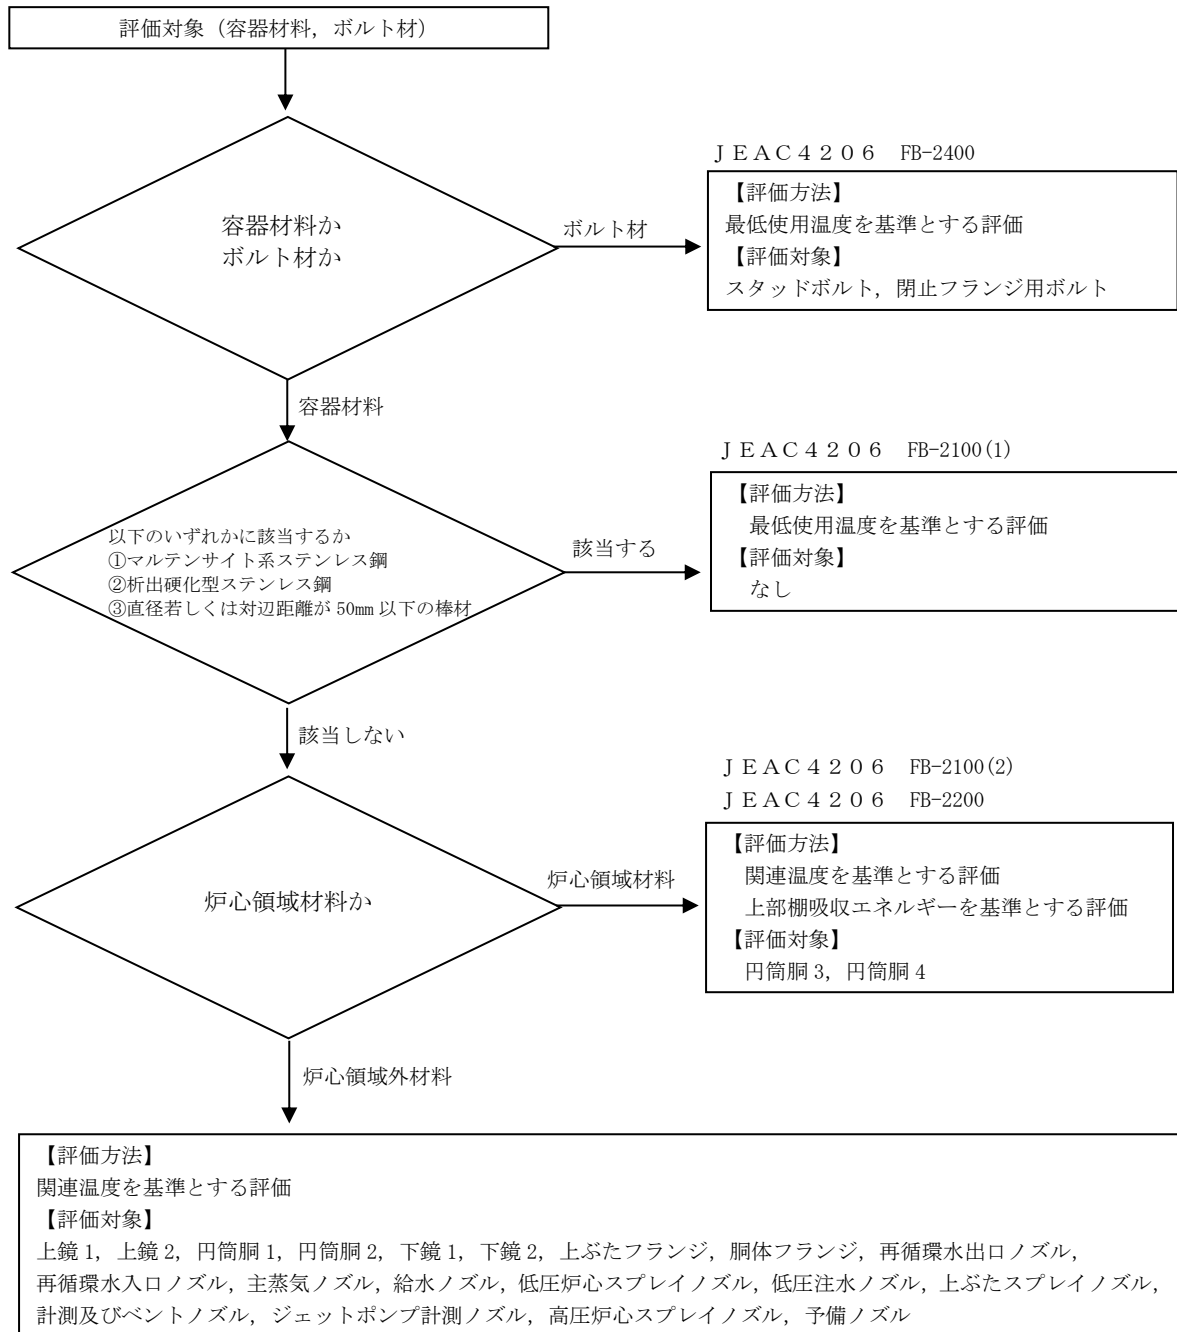 評価対象（容器材料，ボルト材）
容器材料か
ボルト材か
ボルト材
ＪＥＡＣ４２０６　FB-2400
【評価方法】
最低使用温度を基準とする評価
【評価対象】
スタッドボルト，閉止フランジ用ボルト
容器材料
以下のいずれかに該当するか
①マルテンサイト系ステンレス鋼
②析出硬化型ステンレス鋼
③直径若しくは対辺距離が 50mm 以下の棒材
該当する
ＪＥＡＣ４２０６　FB-2100(1)
【評価方法】
最低使用温度を基準とする評価
【評価対象】
なし
該当しない
炉心領域材料か
炉心領域材料
ＪＥＡＣ４２０６　FB-2100(2)
ＪＥＡＣ４２０６　FB-2200
【評価方法】
関連温度を基準とする評価
上部棚吸収エネルギーを基準とする評価
【評価対象】
円筒胴 3，円筒胴 4
炉心領域外材料
【評価方法】
関連温度を基準とする評価
【評価対象】
上鏡 1，上鏡 2，円筒胴 1，円筒胴 2，下鏡 1，下鏡 2，上ぶたフランジ，胴体フランジ，再循環水出口ノズル，
再循環水入口ノズル，主蒸気ノズル，給水ノズル，低圧炉心スプレイノズル，低圧注水ノズル，上ぶたスプレイノズル，
計測及びベントノズル，ジェットポンプ計測ノズル，高圧炉心スプレイノズル，予備ノズル